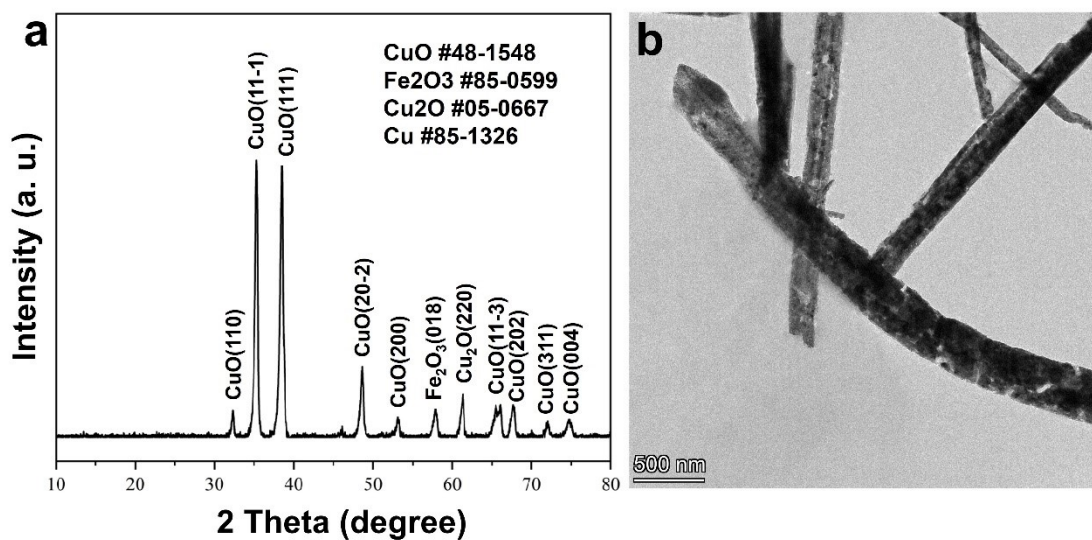 a
CuO #48-1548
Fe2O3 #85-0599
Cu2O #05-0667
Cu #85-1326
CuO(110)
CuO(11-1)
CuO(111)
CuO(20-2)
CuO(200)
Fe₂O₃(018)
Cu₂O(220)
CuO(11-3)
CuO(202)
CuO(311)
CuO(004)
Intensity (a. u.)
10 20 30 40 50 60 70 80
2 Theta (degree)
b
500 nm